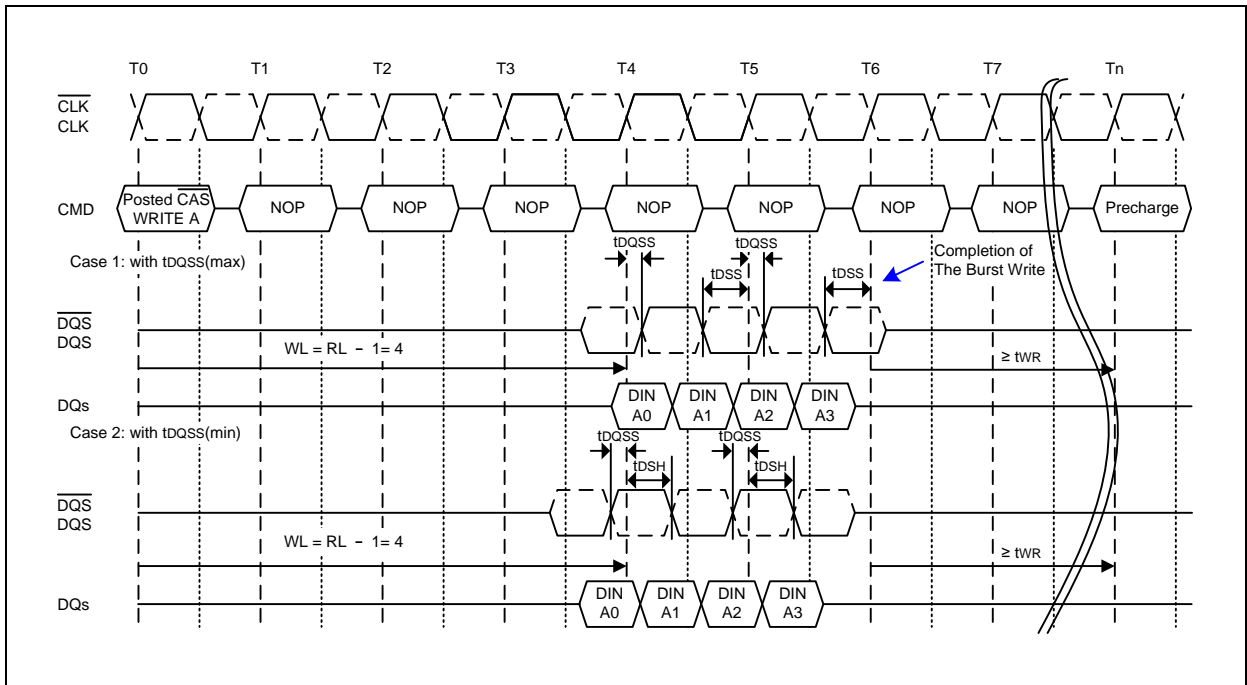 T0 T1 T2 T3 T4 T5 T6 T7 Tn
CLK
CLK
CMD
Posted CAS
WRITE A
NOP NOP NOP NOP NOP NOP NOP Precharge
Case 1: with tDQSS(max)
tDQSS tDQSS
tDSS tDSS
Completion of
The Burst Write
DQS
DQS
WL = RL - 1= 4
≥ tWR
DQs
DIN
A0
DIN
A1
DIN
A2
DIN
A3
Case 2: with tDQSS(min)
tDQSS tDQSS
tDSH tDSH
DQS
DQS
WL = RL - 1= 4
≥ tWR
DQs
DIN
A0
DIN
A1
DIN
A2
DIN
A3